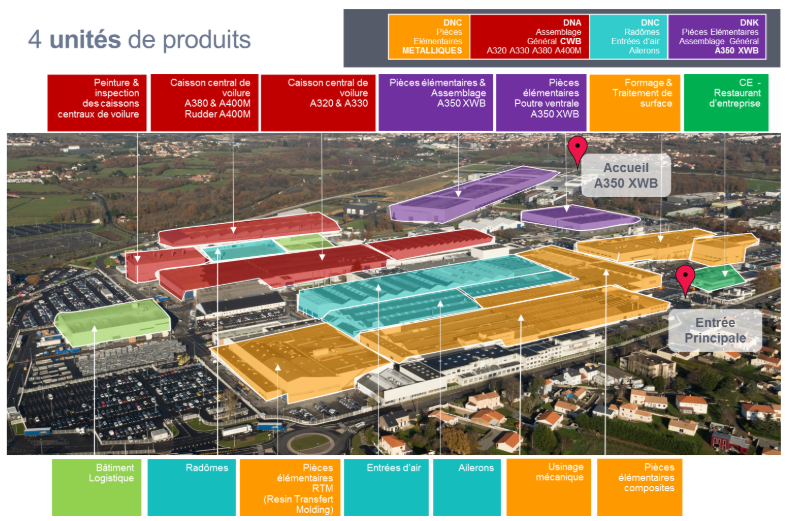 4 unités de produits
DNC
Pièces
Elémentaires
METALLIQUES
DNA
Assemblage
Général CWB
A320 A330 A380 A400M
DNC
Radômes
Entrées d'air
Ailerons
DNK
Pièces Elémentaires
Assemblage Général
A350 XWB
Peinture &
inspection
des caissons
centraux de voilure
Caisson central de
voilure
A380 & A400M
Rudder A400M
Caisson central de
voilure
A320 & A330
Pièces élémentaires &
Assemblage
A350 XWB
Pièces
élémentaires
Poutre ventrale
A350 XWB
Formage &
Traitement de
surface
CE -
Restaurant
d'entreprise
Accueil
A350 XWB
Entrée
Principale
Bâtiment
Logistique
Radômes
Pièces
élémentaires
RTM
(Resin Transfert
Molding)
Entrées d'air
Ailerons
Usinage
mécanique
Pièces
élémentaires
composites